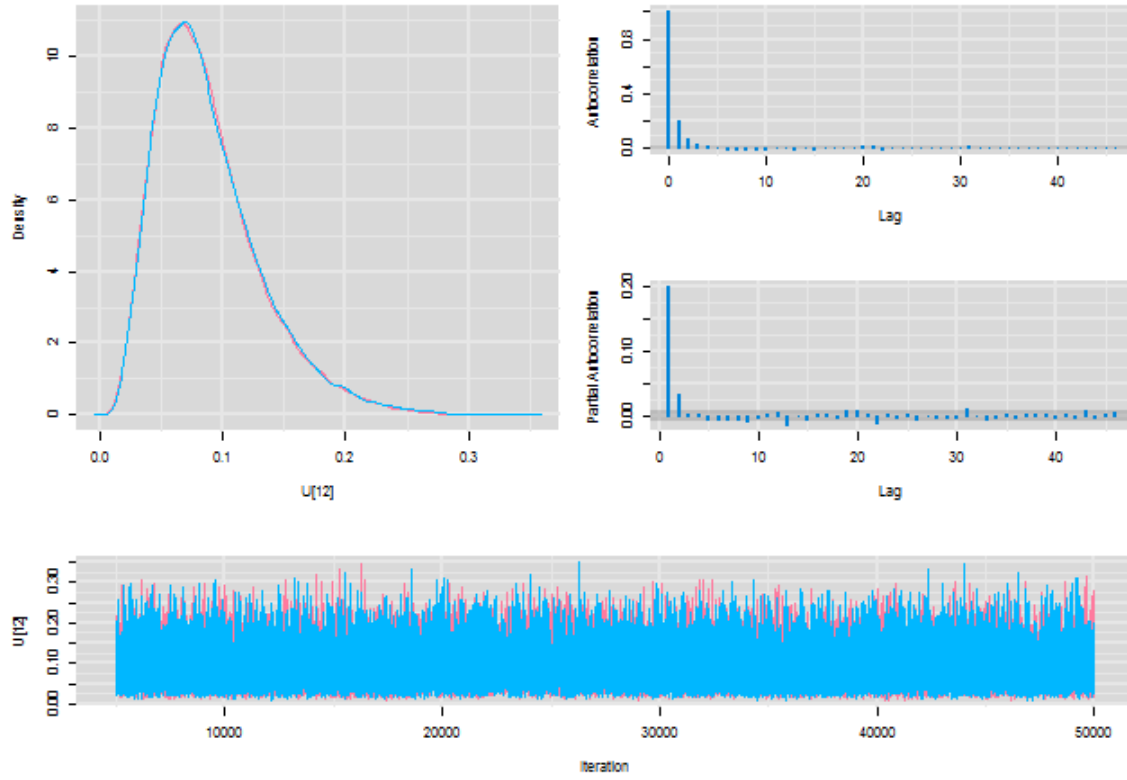 Density
0 2 4 6 8 10
0.0 0.1 0.2 0.3
U[12]
Autocorrelation
0.0 0.4 0.8
0 10 20 30 40
Lag
Partial Autocorrelation
0.00 0.10 0.20
0 10 20 30 40
Lag
U[12]
0.00 0.10 0.20 0.30
10000 20000 30000 40000 50000
Iteration